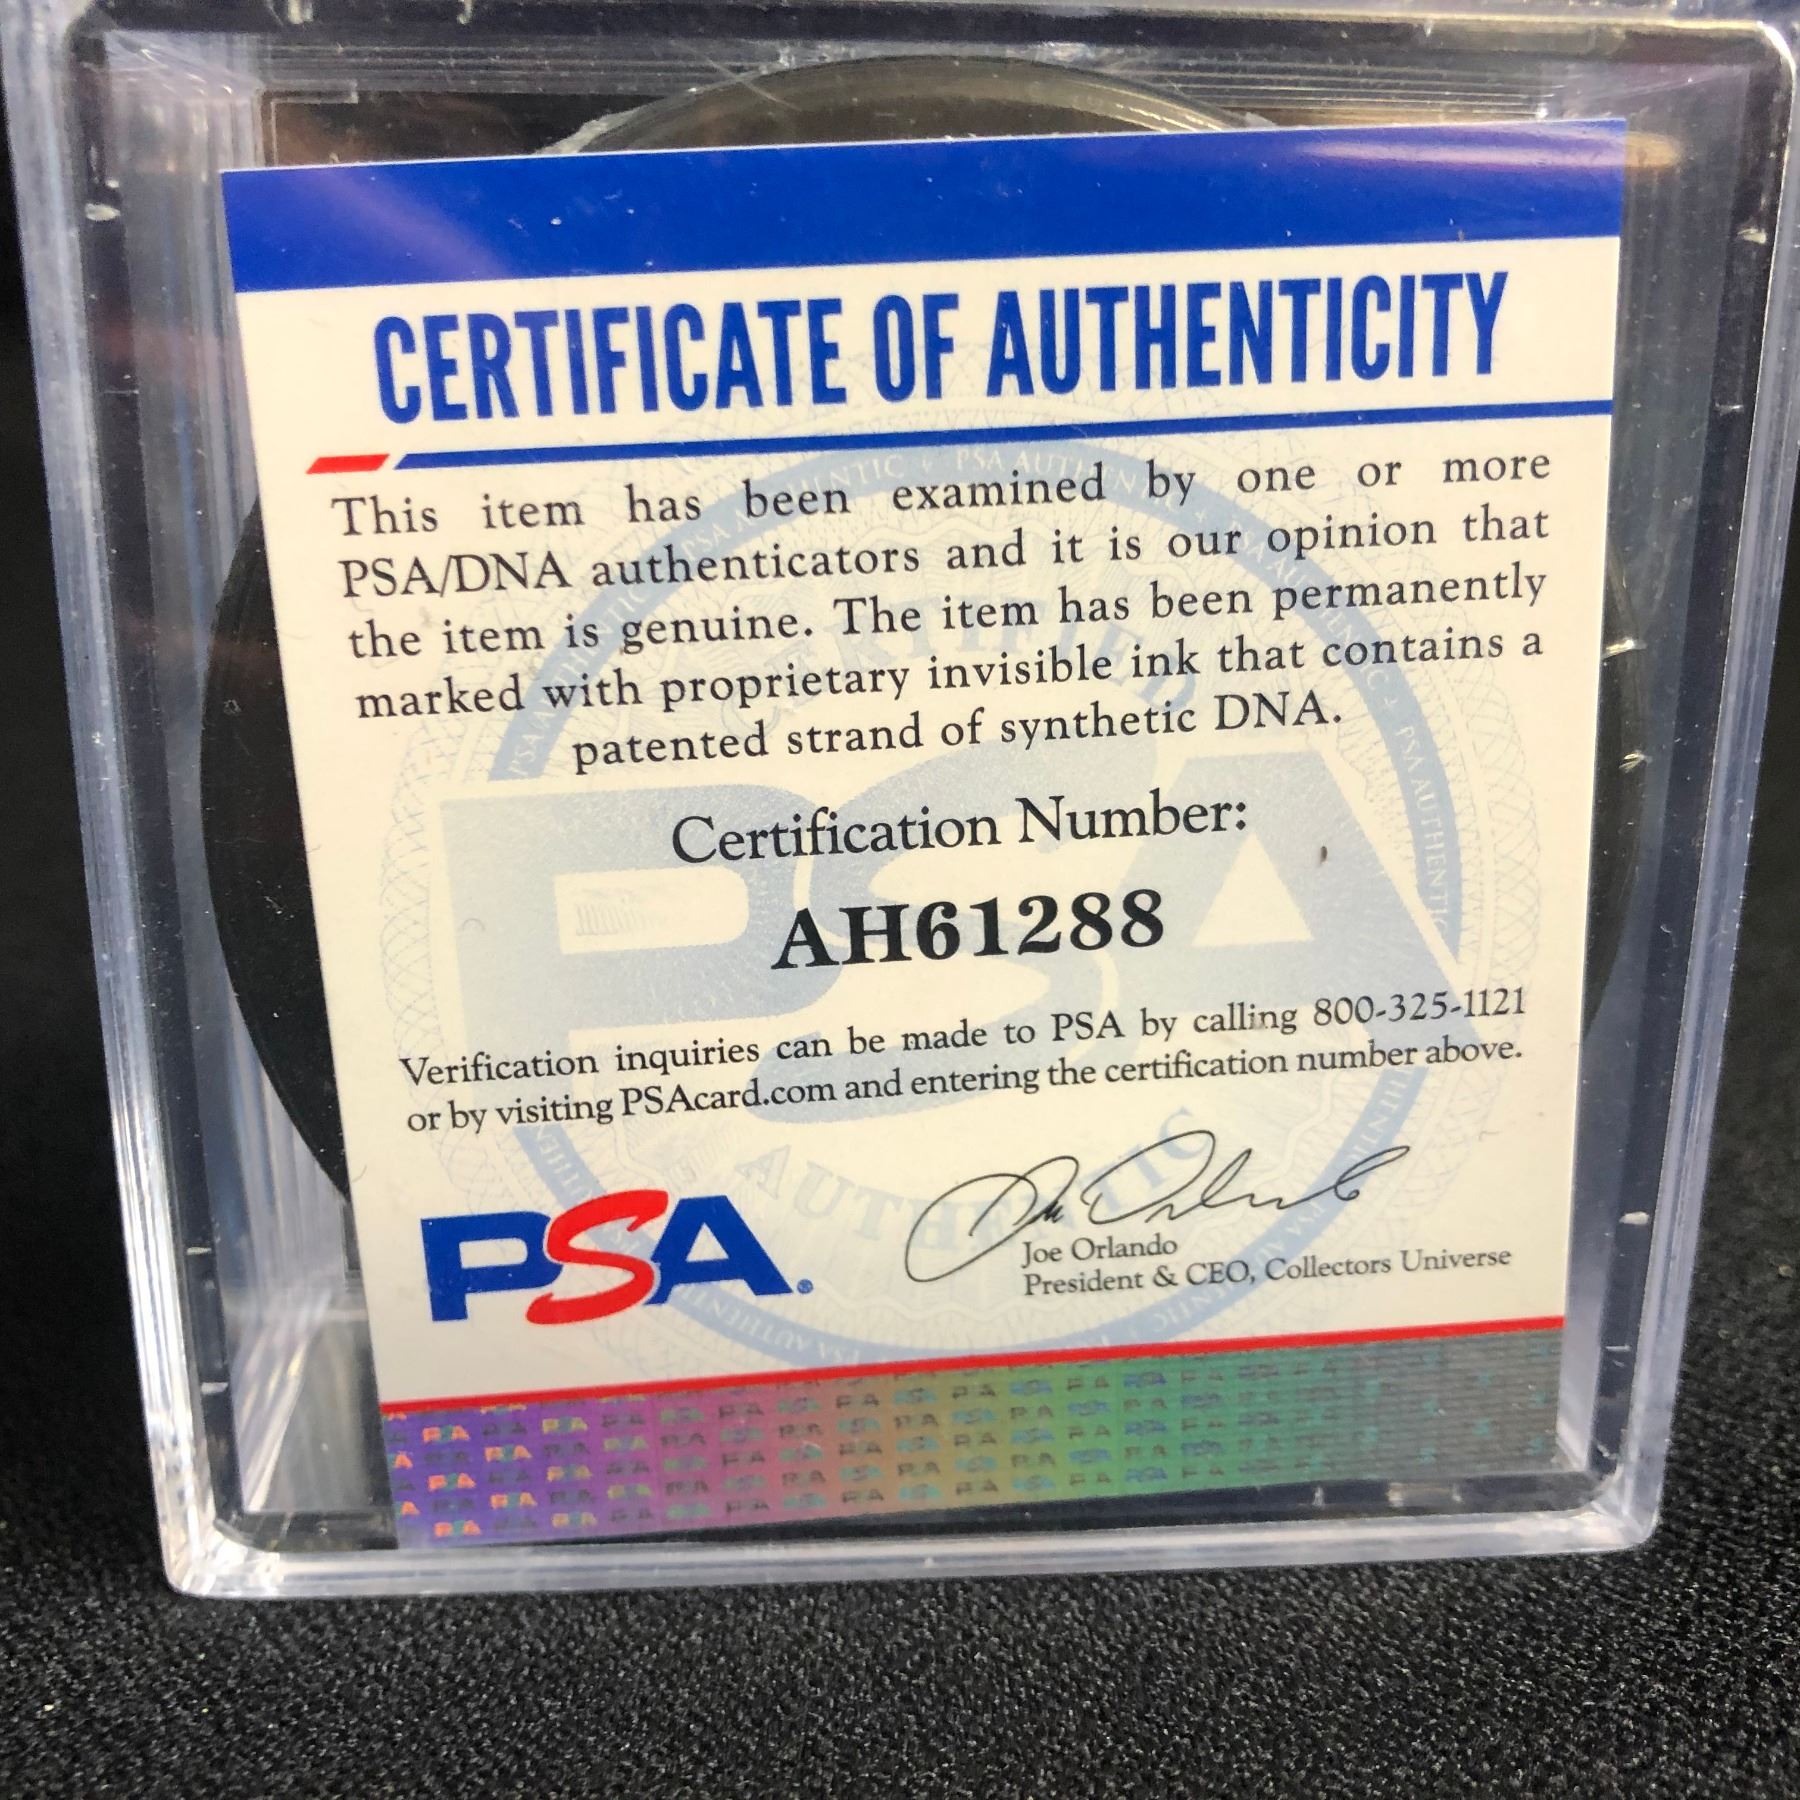 CERTIFICATE OF AUTHENTICITY
This item has been examined by one or more
PSA/DNA authenticators and it is our opinion that
the item is genuine. The item has been permanently
marked with proprietary invisible ink that contains a
patented strand of synthetic DNA.
Certification Number:
AH61288
Verification inquiries can be made to PSA by calling 800-325-1121
or by visiting PSAcard.com and entering the certification number above.
PSA®
Joe Orlando
President & CEO, Collectors Universe